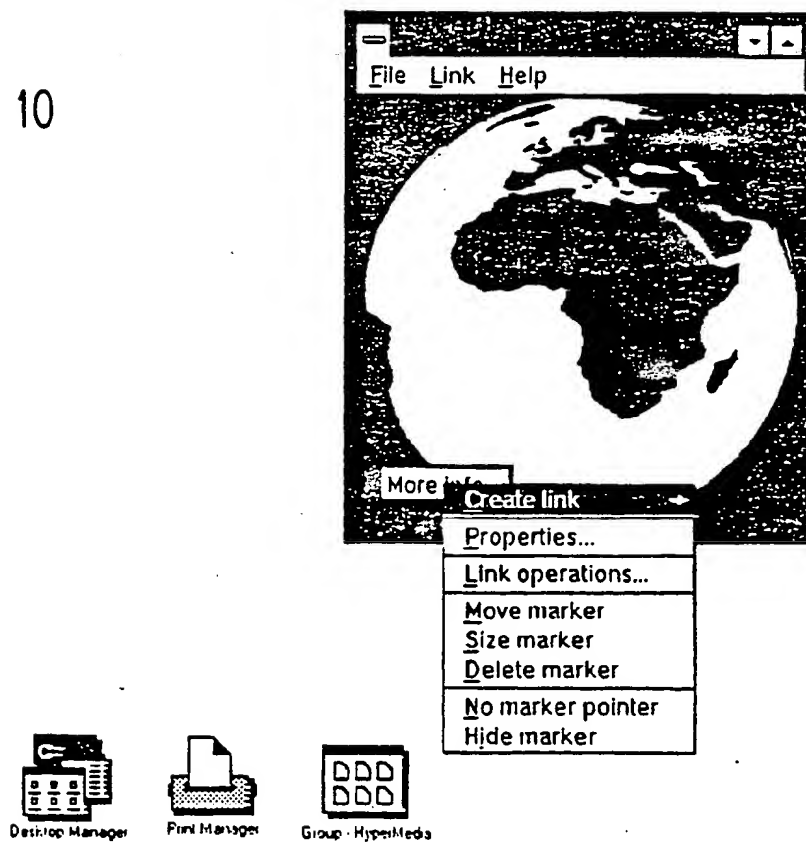 File Link Help
10
More info
Create link
Properties...
Link operations...
Move marker
Size marker
Delete marker
No marker pointer
Hide marker
Desktop Manager
Print Manager
Group - HyperMedia